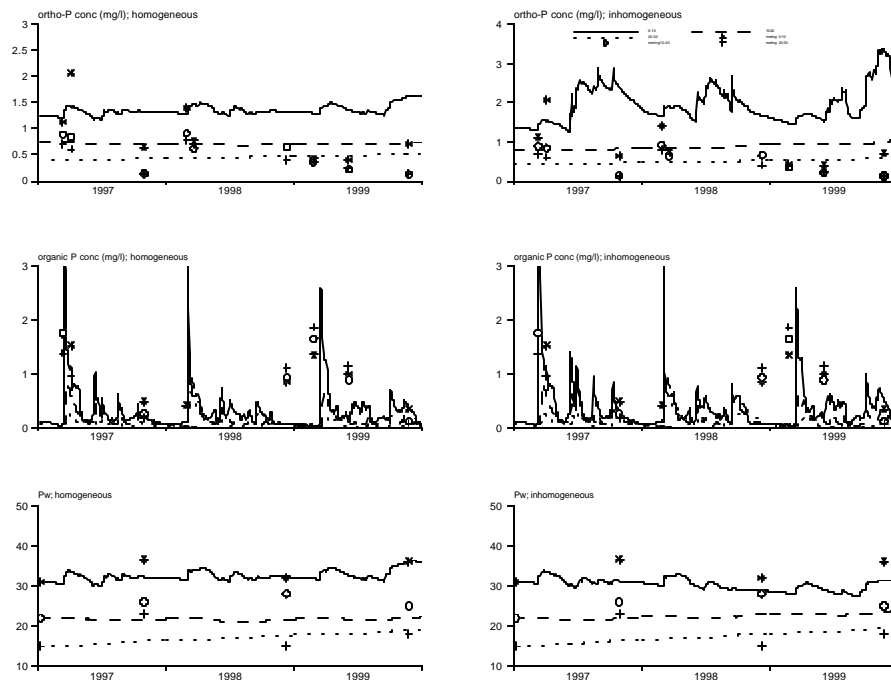 ortho-P conc (mg/l); homogeneous
3
2.5
2
1.5
1
0.5
0
1997 1998 1999
ortho-P conc (mg/l); inhomogeneous
4
3
2
1
0
1997 1998 1999
organic P conc (mg/l); homogeneous
3
2
1
0
1997 1998 1999
organic P conc (mg/l); inhomogeneous
3
2
1
0
1997 1998 1999
Pw; homogeneous
50
40
30
20
10
1997 1998 1999
Pw; inhomogeneous
50
40
30
20
10
1997 1998 1999